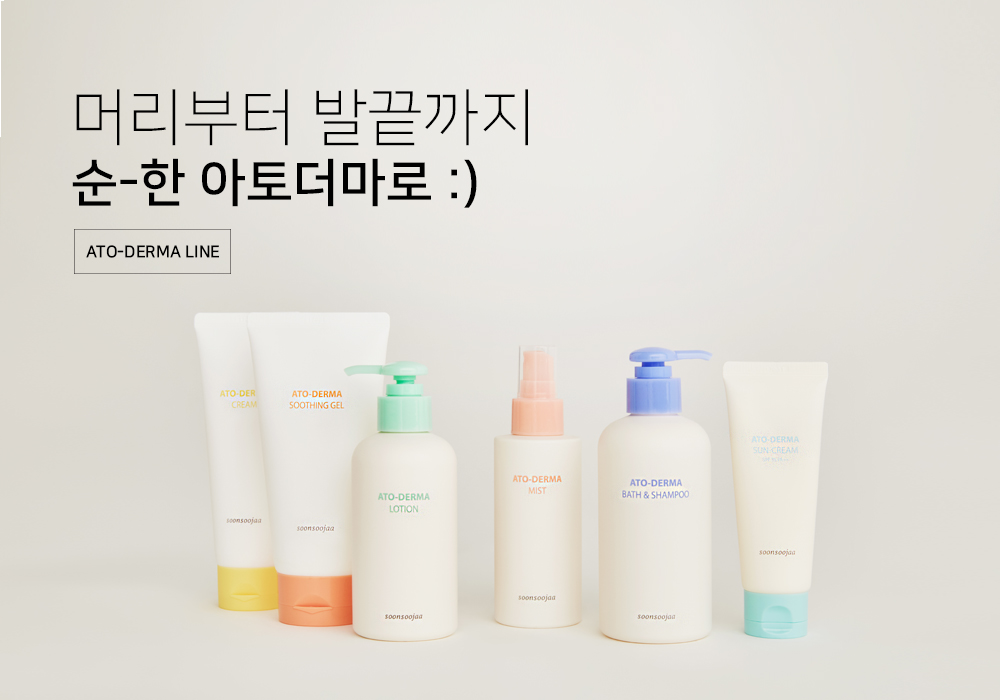 머리부터 발끝까지
순-한 아토더마로 :)
ATO-DERMA LINE
ATO-DER
CREAM
soonsoojaa
ATO-DERMA
SOOTHING GEL
soonsoojaa
ATO-DERMA
LOTION
soonsoojaa
ATO-DERMA
MIST
soonsoojaa
ATO-DERMA
BATH & SHAMPOO
soonsoojaa
ATO-DERMA
SUN CREAM
soonsoojaa